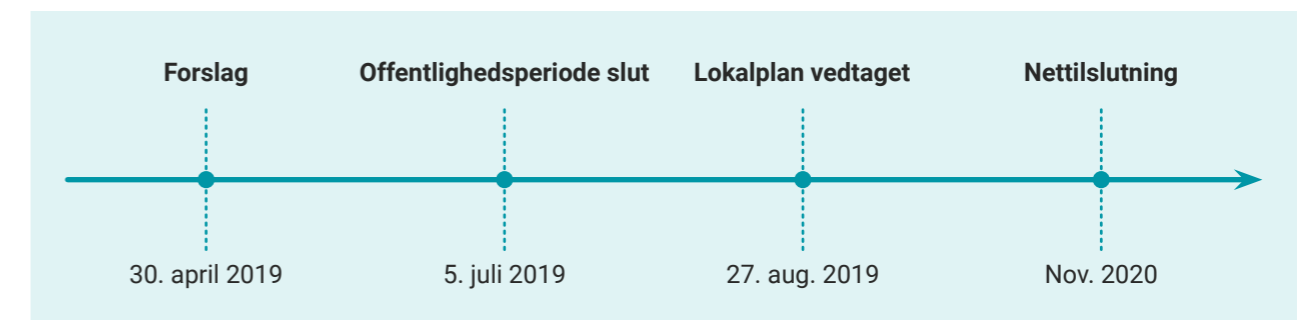 Forslag Offentlighedsperiode slut Lokalplan vedtaget Nettilslutning
30. april 2019 5. juli 2019 27. aug. 2019 Nov. 2020